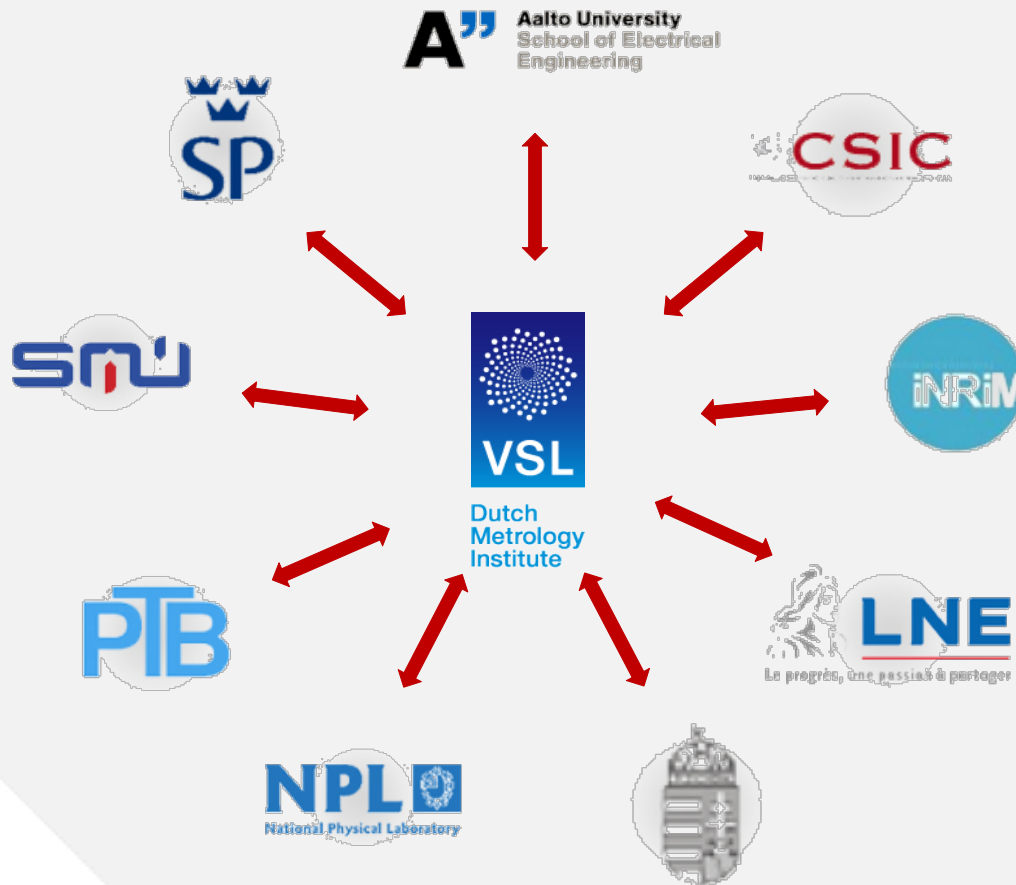 A”
Aalto University
School of Electrical
Engineering
SP
CSIC
SMU
iNRiM
VSL
Dutch
Metrology
Institute
PTB
LNE
Le progrès, une passion à partager
NPL
National Physical Laboratory